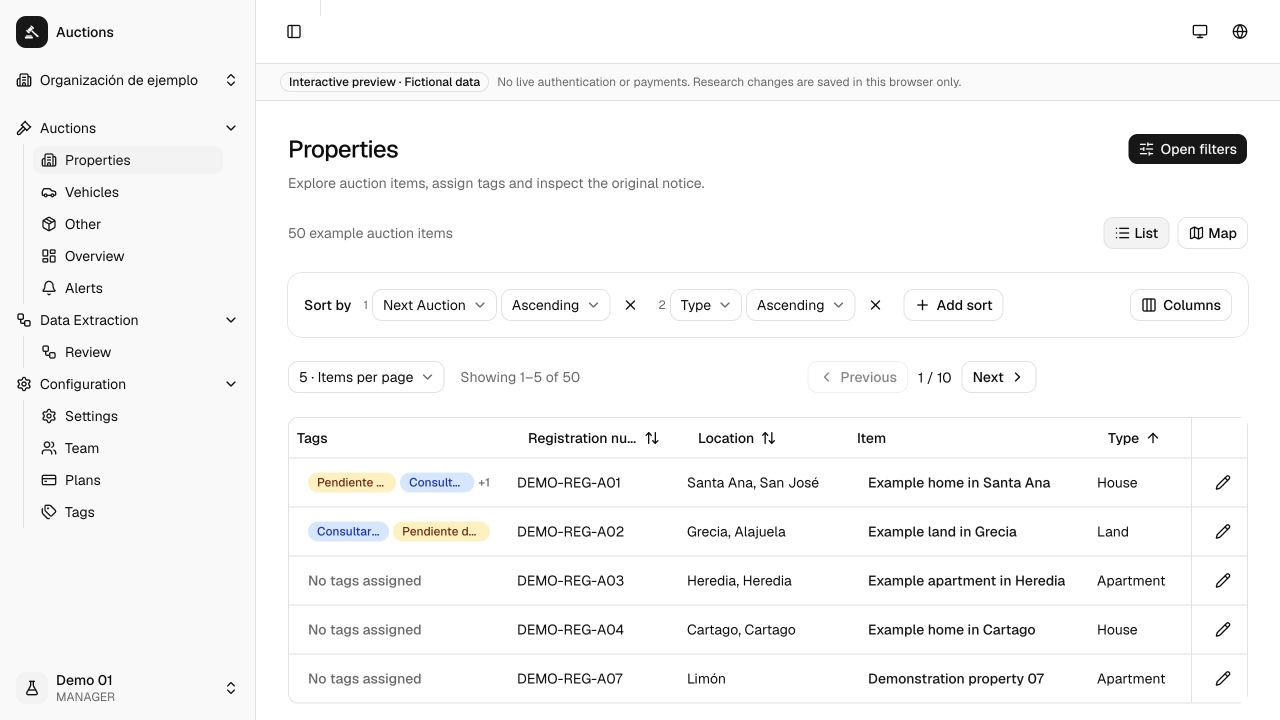 Auctions
Organización de ejemplo
Auctions
Properties
Vehicles
Other
Overview
Alerts
Data Extraction
Review
Configuration
Settings
Team
Plans
Tags
Demo 01
MANAGER
Interactive preview · Fictional data No live authentication or payments. Research changes are saved in this browser only.
Properties
Open filters
Explore auction items, assign tags and inspect the original notice.
50 example auction items
List Map
Sort by 1 Next Auction Ascending 2 Type Ascending Add sort Columns
5 · Items per page Showing 1–5 of 50 Previous 1 / 10 Next
Tags Registration nu... Location Item Type
Pendiente ... Consult... +1 DEMO-REG-A01 Santa Ana, San José Example home in Santa Ana House
Consultar... Pendiente d... DEMO-REG-A02 Grecia, Alajuela Example land in Grecia Land
No tags assigned DEMO-REG-A03 Heredia, Heredia Example apartment in Heredia Apartment
No tags assigned DEMO-REG-A04 Cartago, Cartago Example home in Cartago House
No tags assigned DEMO-REG-A07 Limón Demonstration property 07 Apartment